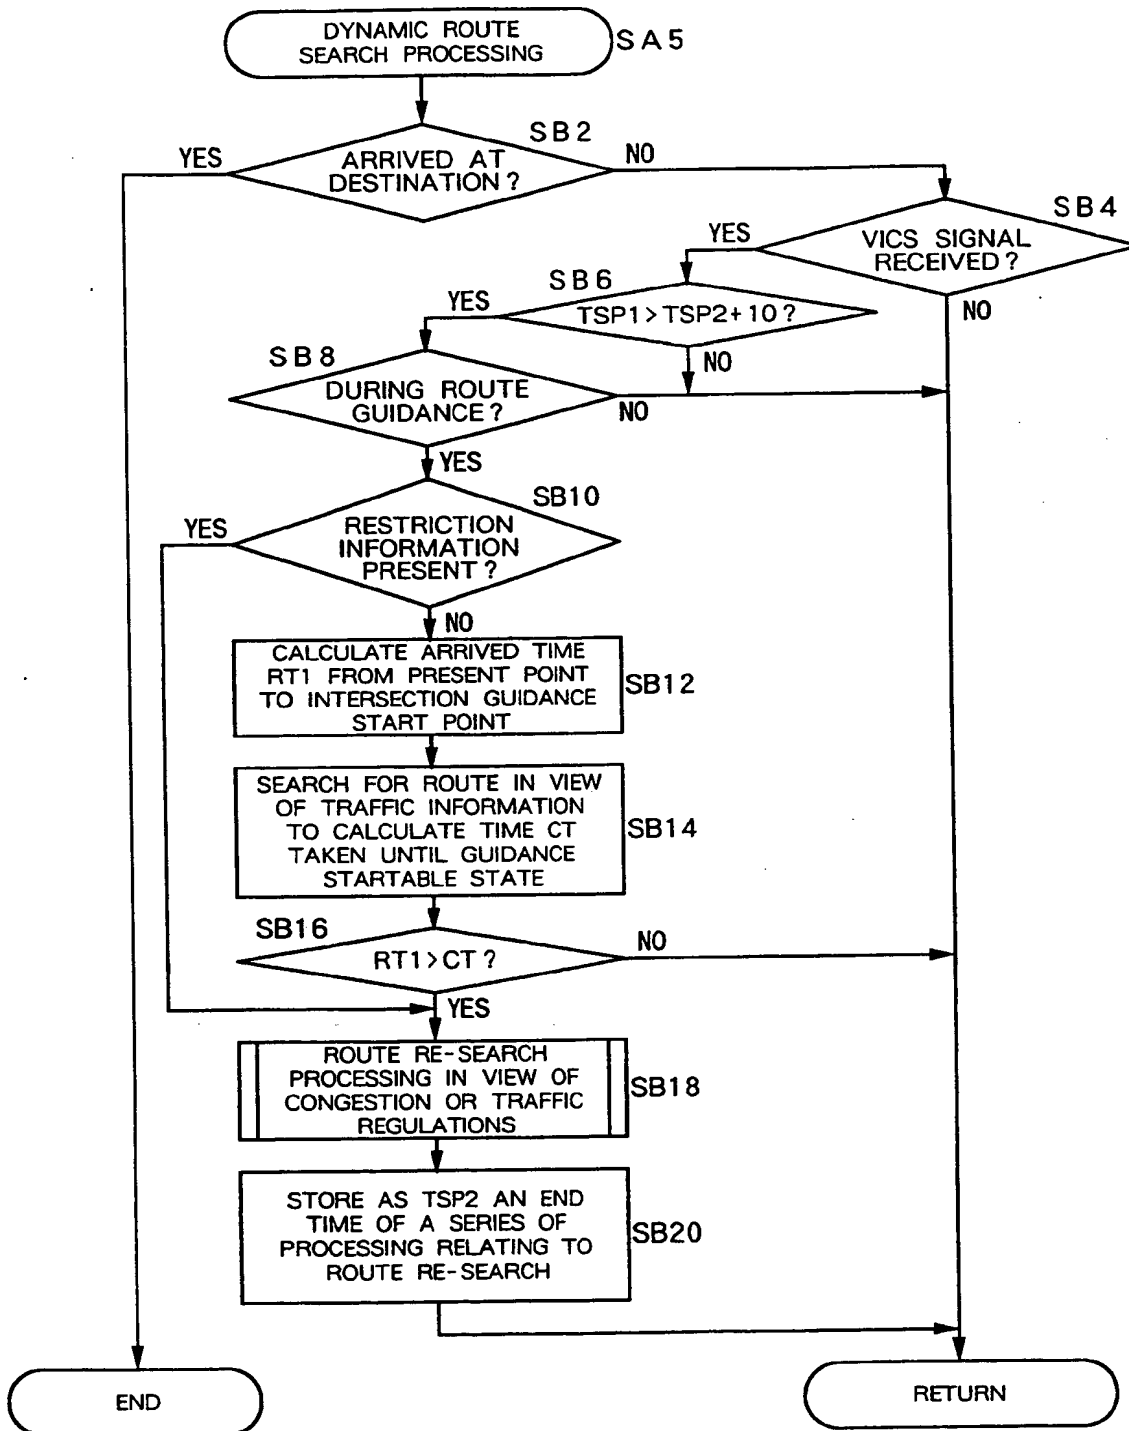 DYNAMIC ROUTE
SEARCH PROCESSING
SA5
SB2
YES
NO
ARRIVED AT
DESTINATION?
SB4
YES
VICS SIGNAL
RECEIVED?
NO
SB6
YES
TSP1>TSP2+10?
NO
SB8
DURING ROUTE
GUIDANCE?
NO
YES
SB10
YES
RESTRICTION
INFORMATION
PRESENT?
NO
CALCULATE ARRIVED TIME
RT1 FROM PRESENT POINT
TO INTERSECTION GUIDANCE
START POINT
SB12
SEARCH FOR ROUTE IN VIEW
OF TRAFFIC INFORMATION
TO CALCULATE TIME CT
TAKEN UNTIL GUIDANCE
STARTABLE STATE
SB14
SB16
RT1>CT?
NO
YES
ROUTE RE-SEARCH
PROCESSING IN VIEW OF
CONGESTION OR TRAFFIC
REGULATIONS
SB18
STORE AS TSP2 AN END
TIME OF A SERIES OF
PROCESSING RELATING TO
ROUTE RE-SEARCH
SB20
END
RETURN